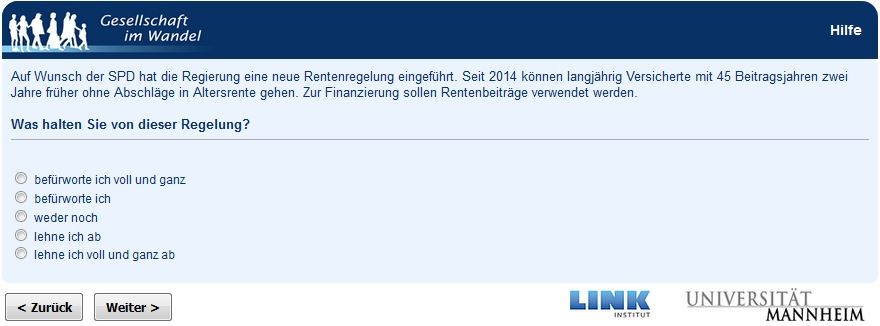 Gesellschaft
im Wandel
Hilfe
Auf Wunsch der SPD hat die Regierung eine neue Rentenregelung eingeführt. Seit 2014 können langjährig Versicherte mit 45 Beitragsjahren zwei
Jahre früher ohne Abschläge in Altersrente gehen. Zur Finanzierung sollen Rentenbeiträge verwendet werden.
Was halten Sie von dieser Regelung?
befürworte ich voll und ganz
befürworte ich
weder noch
lehne ich ab
lehne ich voll und ganz ab
< Zurück
Weiter >
LINK
INSTITUT
UNIVERSITÄT
MANNHEIM